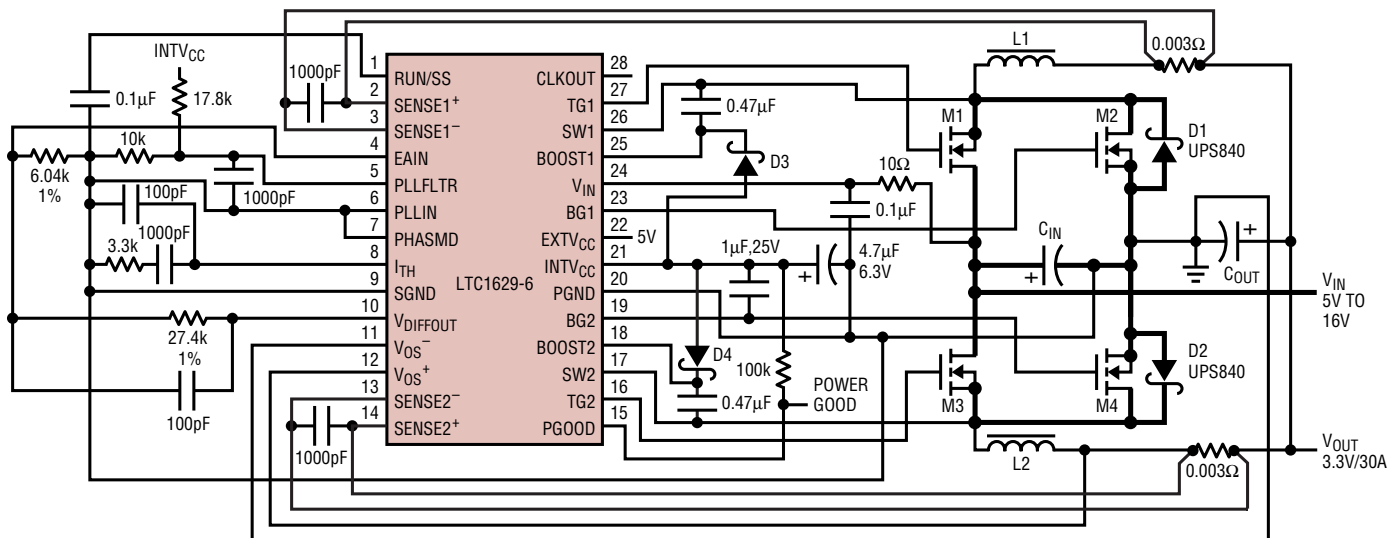 INTVCC
17.8k
0.1µF
10k
6.04k
1%
100pF
1000pF
1000pF
3.3k
27.4k
1%
100pF
1000pF
1000pF
LTC1629-6
1 RUN/SS
2 SENSE1+
3 SENSE1–
4 EAIN
5 PLLFLTR
6 PLLIN
7 PHASMD
8 ITH
9 SGND
10 VDIFFOUT
11 VOS–
12 VOS+
13 SENSE2–
14 SENSE2+
28 CLKOUT
27 TG1
26 SW1
25 BOOST1
24 VIN
23 BG1
22 EXTVCC
21 INTVCC
20 PGND
19 BG2
18 BOOST2
17 SW2
16 TG2
15 PGOOD
0.47µF
D3
10Ω
0.1µF
5V
1µF,25V
+
4.7µF
6.3V
D4
0.47µF
100k
POWER
GOOD
L1
0.003Ω
M1
M2
D1
UPS840
CIN
+
+
COUT
VIN
5V TO
16V
M3
M4
D2
UPS840
L2
0.003Ω
VOUT
3.3V/30A